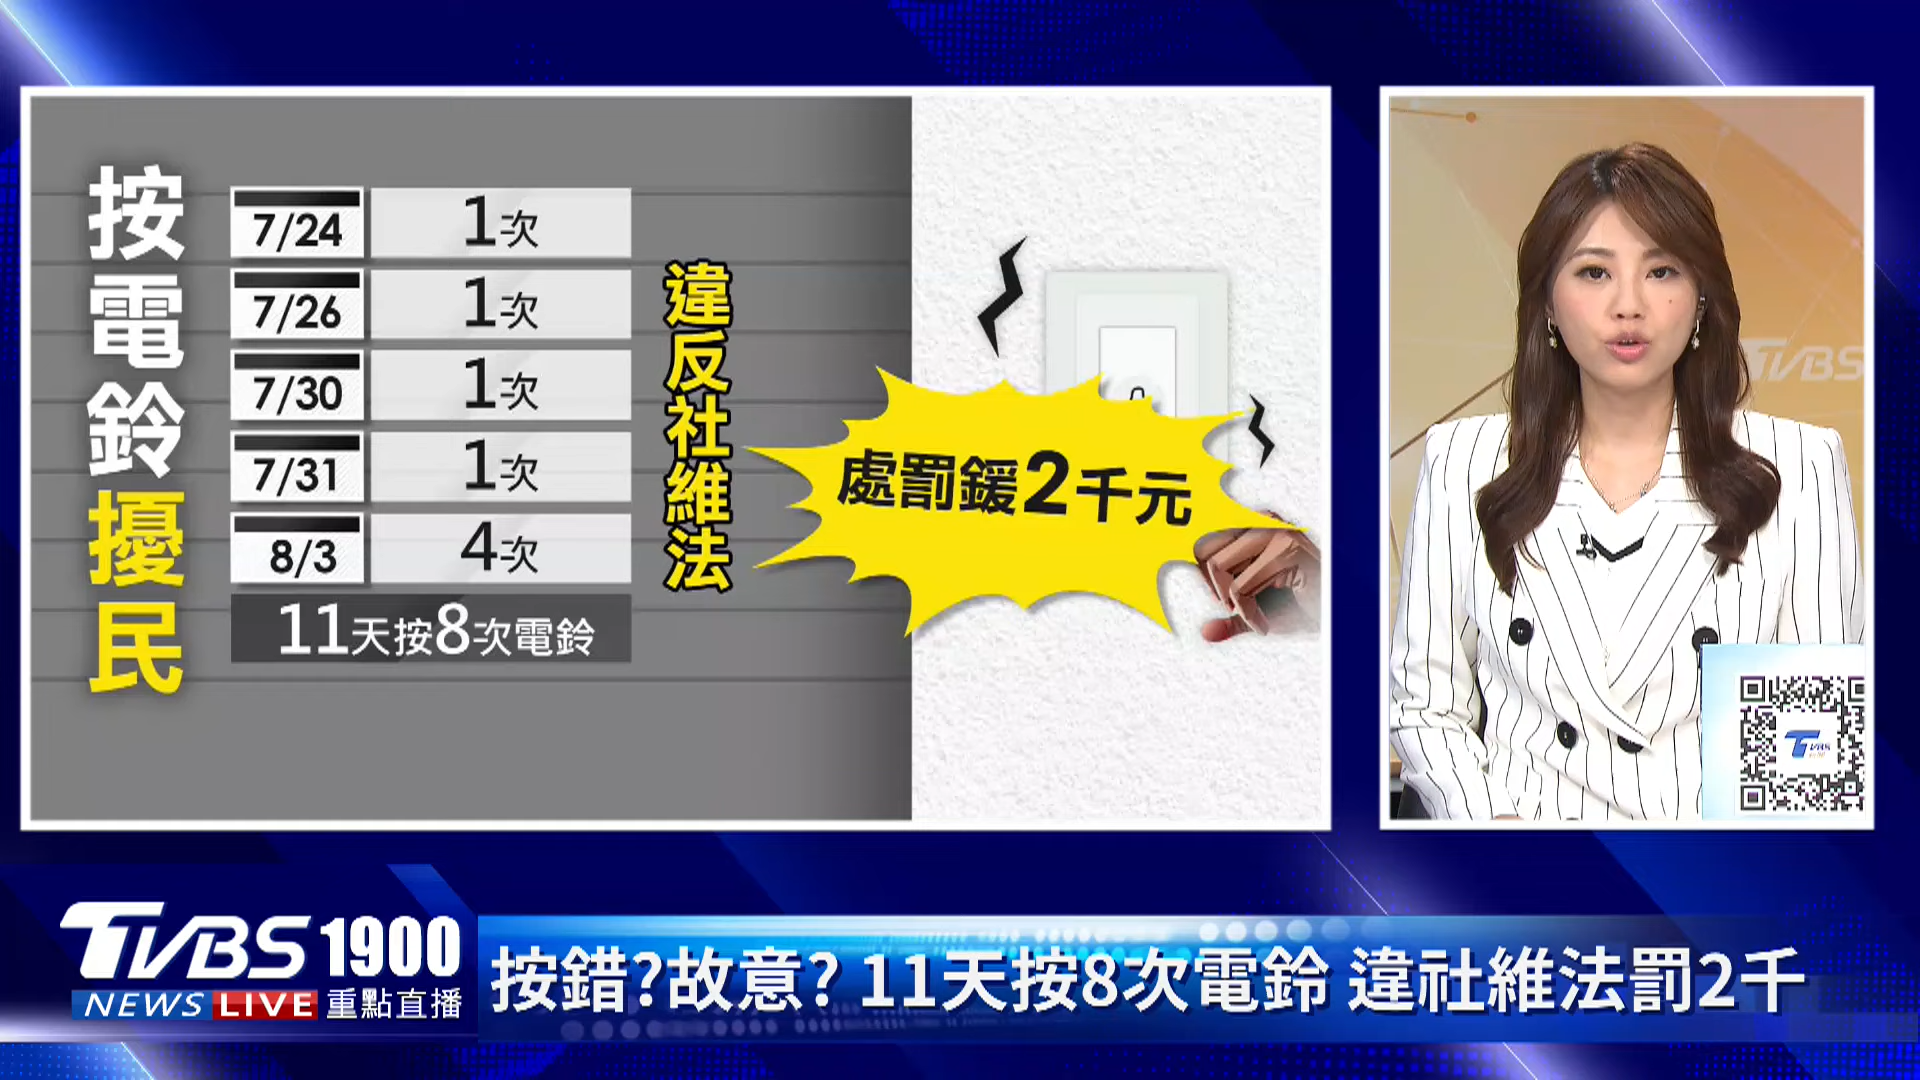 按電鈴擾民
7/24 1次
7/26 1次
7/30 1次
7/31 1次
8/3 4次
11天按8次電鈴
違反社維法
處罰鍰2千元
TVBS
TVBS
TVBS 1900
NEWS LIVE 重點直播
按錯?故意? 11天按8次電鈴 違社維法罰2千